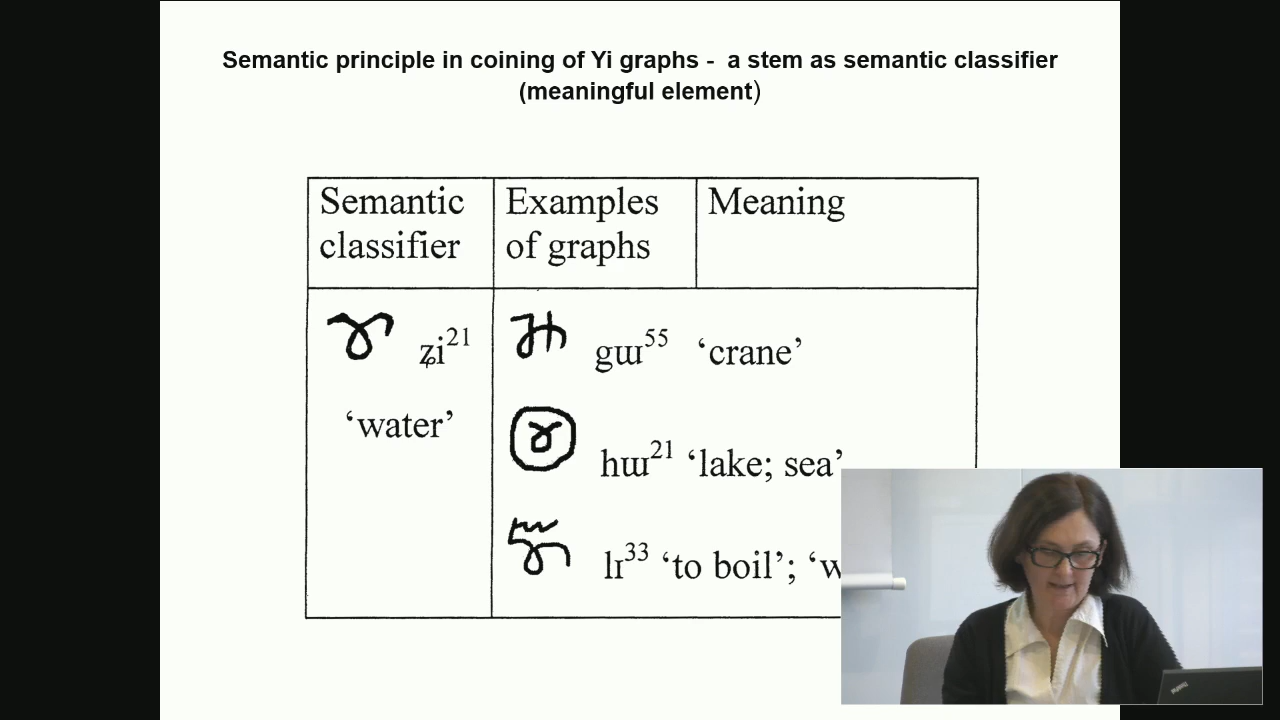 Semantic principle in coining of Yi graphs - a stem as semantic classifier
(meaningful element)
Semantic classifier
Examples of graphs
Meaning
ʑi²¹
‘water’
gɯ⁵⁵ ‘crane’
hɯ²¹ ‘lake; sea’
lɪ³³ ‘to boil’;
ThinkPad